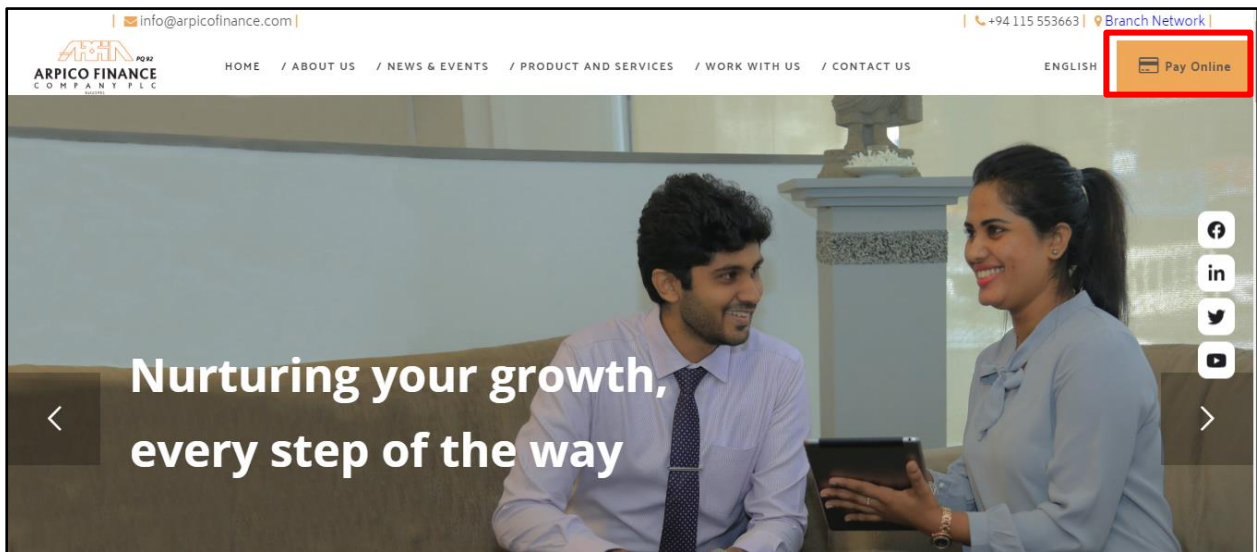 | info@arpicofinance.com |
| +94 115 553663 | Branch Network |
PQ 92
ARPICO FINANCE
COMPANY PLC
HOME / ABOUT US / NEWS & EVENTS / PRODUCT AND SERVICES / WORK WITH US / CONTACT US
ENGLISH
Pay Online
Nurturing your growth,
every step of the way